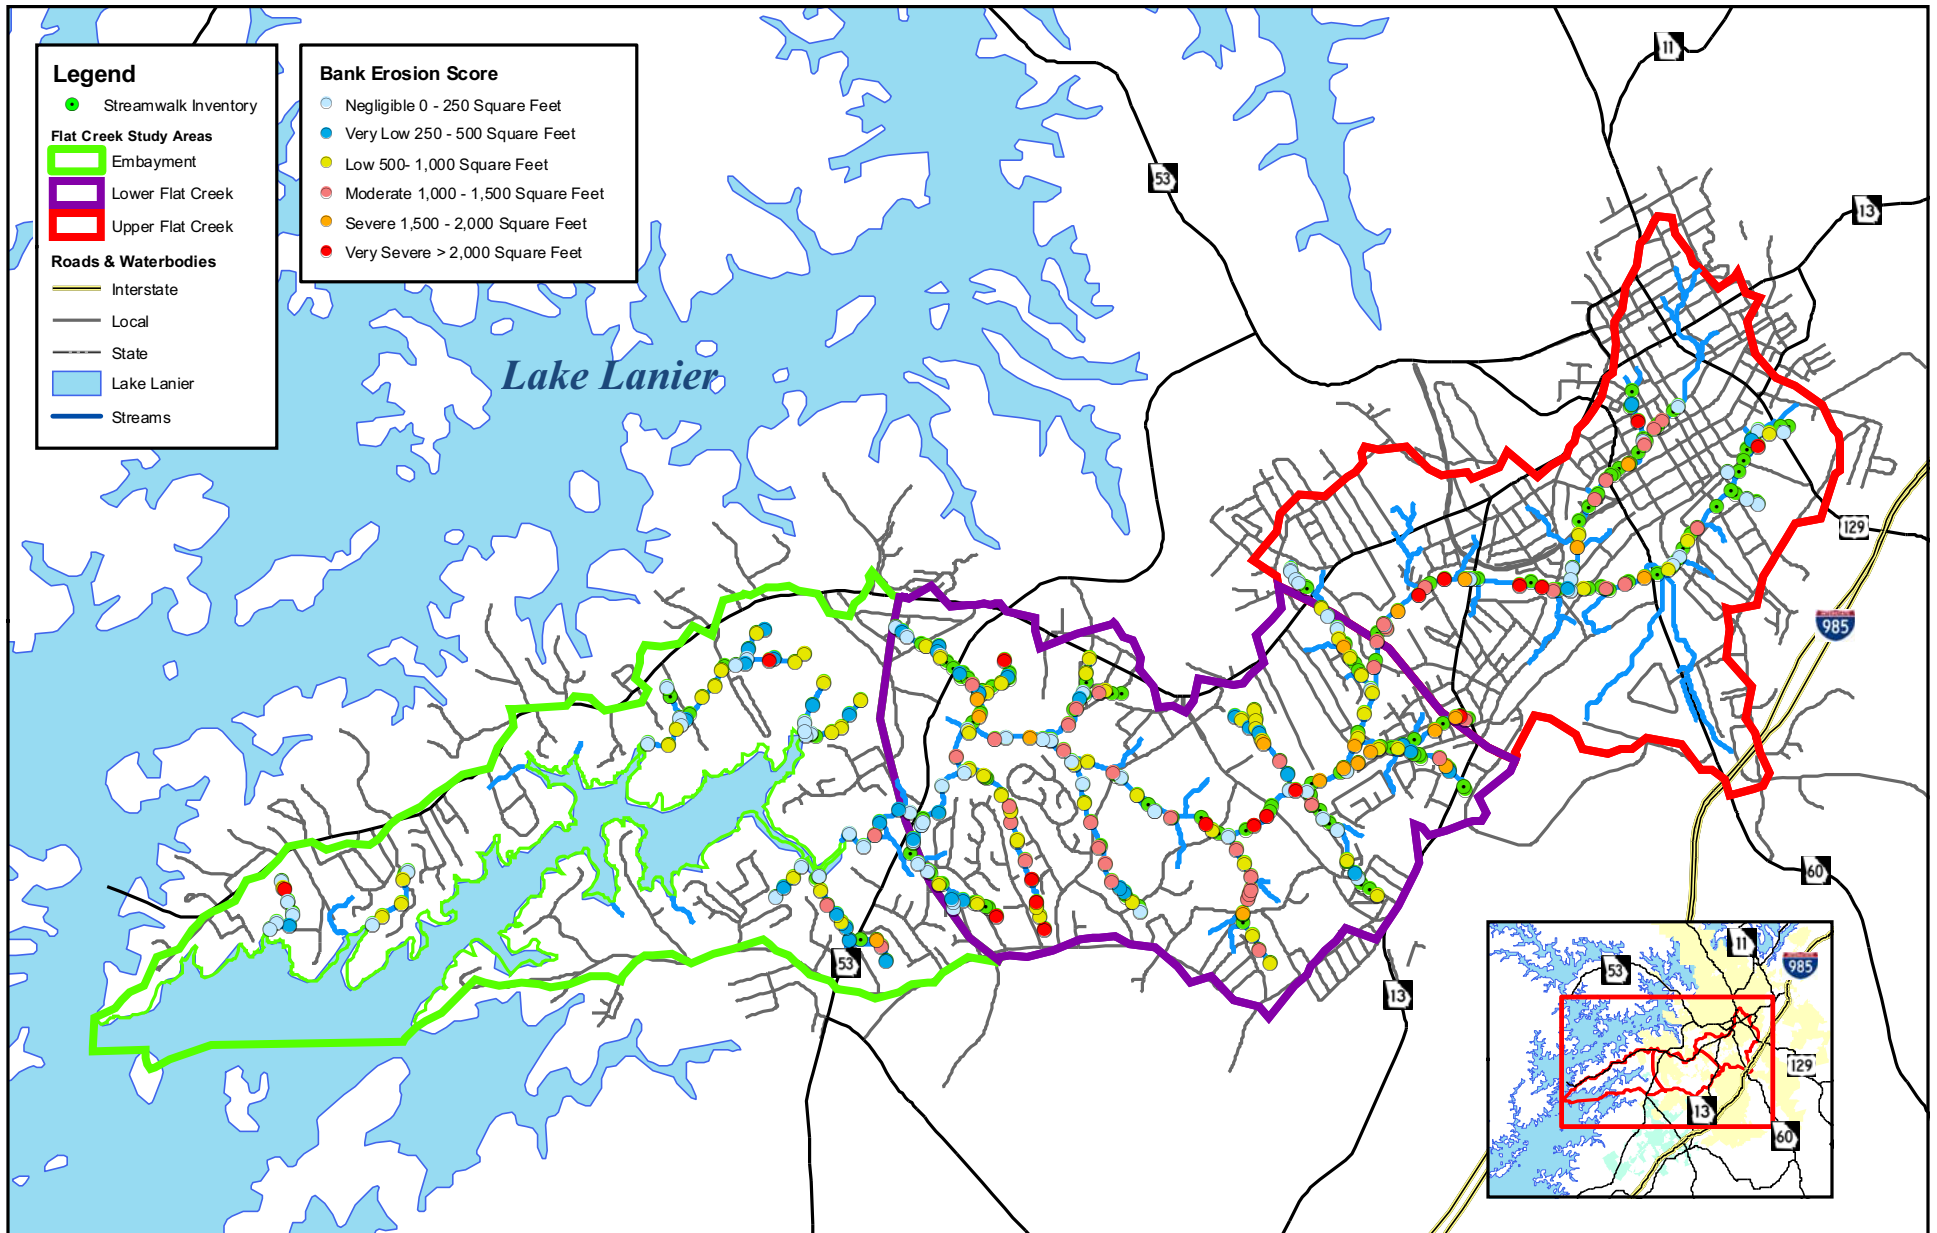 Legend
Streamwalk Inventory
Flat Creek Study Areas
Embayment
Lower Flat Creek
Upper Flat Creek
Roads & Waterbodies
Interstate
Local
State
Lake Lanier
Streams
Bank Erosion Score
Negligible 0 - 250 Square Feet
Very Low 250 - 500 Square Feet
Low 500- 1,000 Square Feet
Moderate 1,000 - 1,500 Square Feet
Severe 1,500 - 2,000 Square Feet
Very Severe > 2,000 Square Feet
Lake Lanier
11
53
13
129
985
60
53
13
11
53
985
129
13
60